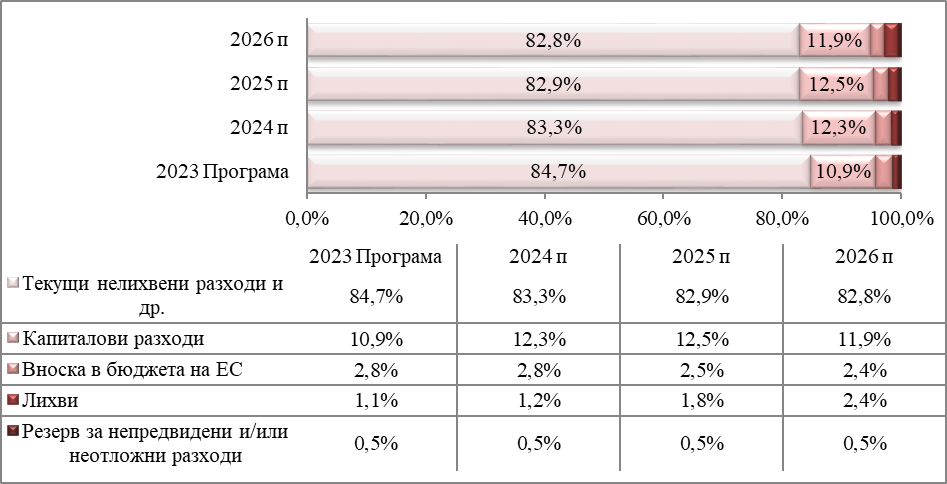 2026 п 82,8% 11,9%
2025 п 82,9% 12,5%
2024 п 83,3% 12,3%
2023 Програма 84,7% 10,9%
0,0% 20,0% 40,0% 60,0% 80,0% 100,0%
2023 Програма 2024 п 2025 п 2026 п
Текущи нелихвени разходи и
др.
84,7% 83,3% 82,9% 82,8%
Капиталови разходи 10,9% 12,3% 12,5% 11,9%
Вноска в бюджета на ЕС 2,8% 2,8% 2,5% 2,4%
Лихви 1,1% 1,2% 1,8% 2,4%
Резерв за непредвидени и/или
неотложни разходи
0,5% 0,5% 0,5% 0,5%